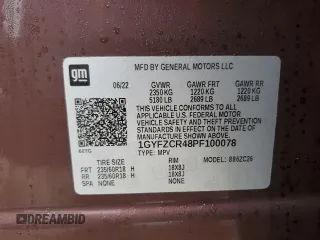 gm
MFD BY GENERAL MOTORS LLC
06/22 GVWR GAWR FRT GAWR RR
2350 KG 1220 KG 1220 KG
5180 LB 2689 LB 2689 LB
THIS VEHICLE CONFORMS TO ALL
APPLICABLE U.S. FEDERAL MOTOR
VEHICLE SAFETY AND THEFT
PREVENTION STANDARDS IN EFFECT
ON THE DATE OF MANUFACTURE
SHOWN ABOVE.
1GYFZCR48PF100078
TYPE: MPV
MODEL:
TIRE SIZE RIM
FRT 235/60R18 H 18X8J
RR 235/60R18 H 18X8J
SPA NONE NONE